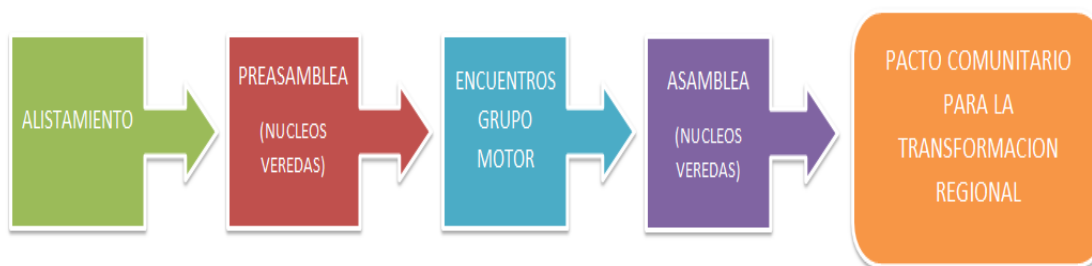 ALISTAMIENTO
PREASAMBLEA
(NUCLEOS
VEREDAS)
ENCUENTROS
GRUPO
MOTOR
ASAMBLEA
(NUCLEOS
VEREDAS)
PACTO COMUNITARIO
PARA LA
TRANSFORMACION
REGIONAL